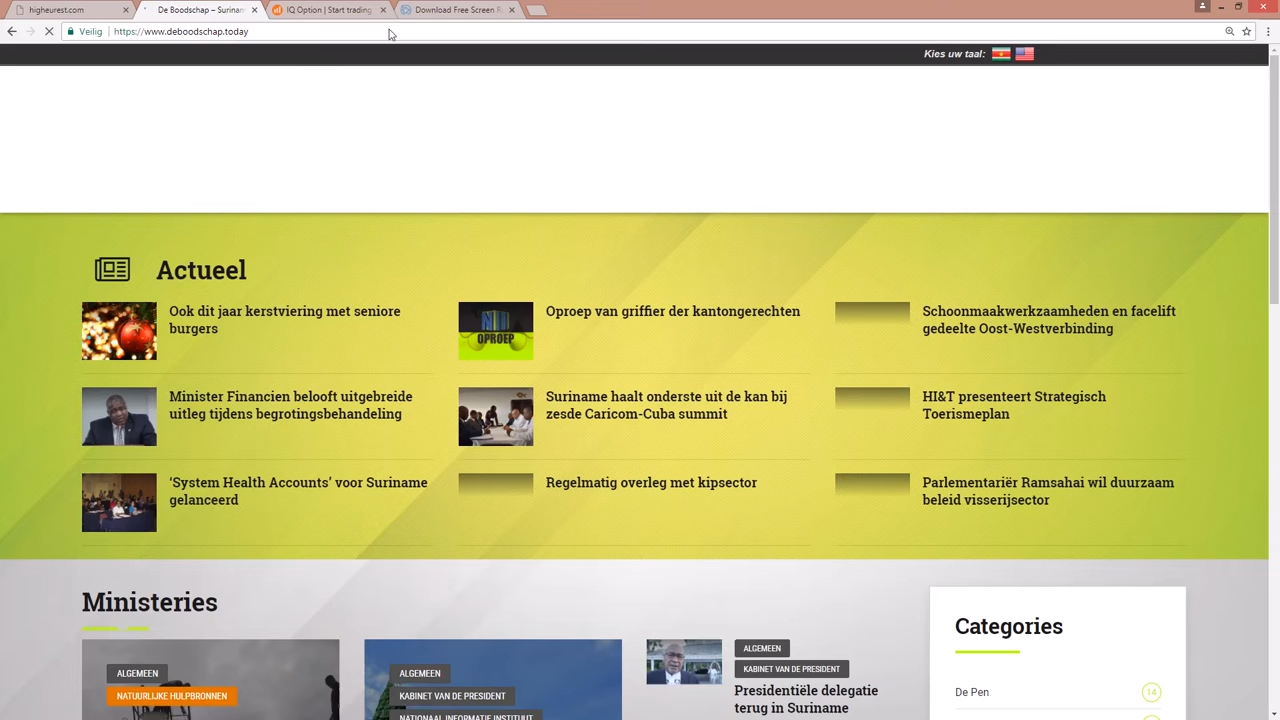 highheurest.com
De Boodschap – Surinam
IQ Option | Start trading
Download Free Screen R
Veilig
https://www.deboodschap.today
Kies uw taal:
Actueel
Ook dit jaar kerstviering met seniore
burgers
OPROEP
Oproep van griffier der kantongerechten
Schoonmaakwerkzaamheden en facelift
gedeelte Oost-Westverbinding
Minister Financien belooft uitgebreide
uitleg tijdens begrotingsbehandeling
Suriname haalt onderste uit de kan bij
zesde Caricom-Cuba summit
HI&T presenteert Strategisch
Toerismeplan
‘System Health Accounts’ voor Suriname
gelanceerd
Regelmatig overleg met kipsector
Parlementariër Ramsahai wil duurzaam
beleid visserijsector
Ministeries
ALGEMEEN
NATUURLIJKE HULPBRONNEN
ALGEMEEN
KABINET VAN DE PRESIDENT
NATIONAAL INFORMATIE INSTITUUT
ALGEMEEN
KABINET VAN DE PRESIDENT
Presidentiële delegatie
terug in Suriname
Categories
De Pen
14